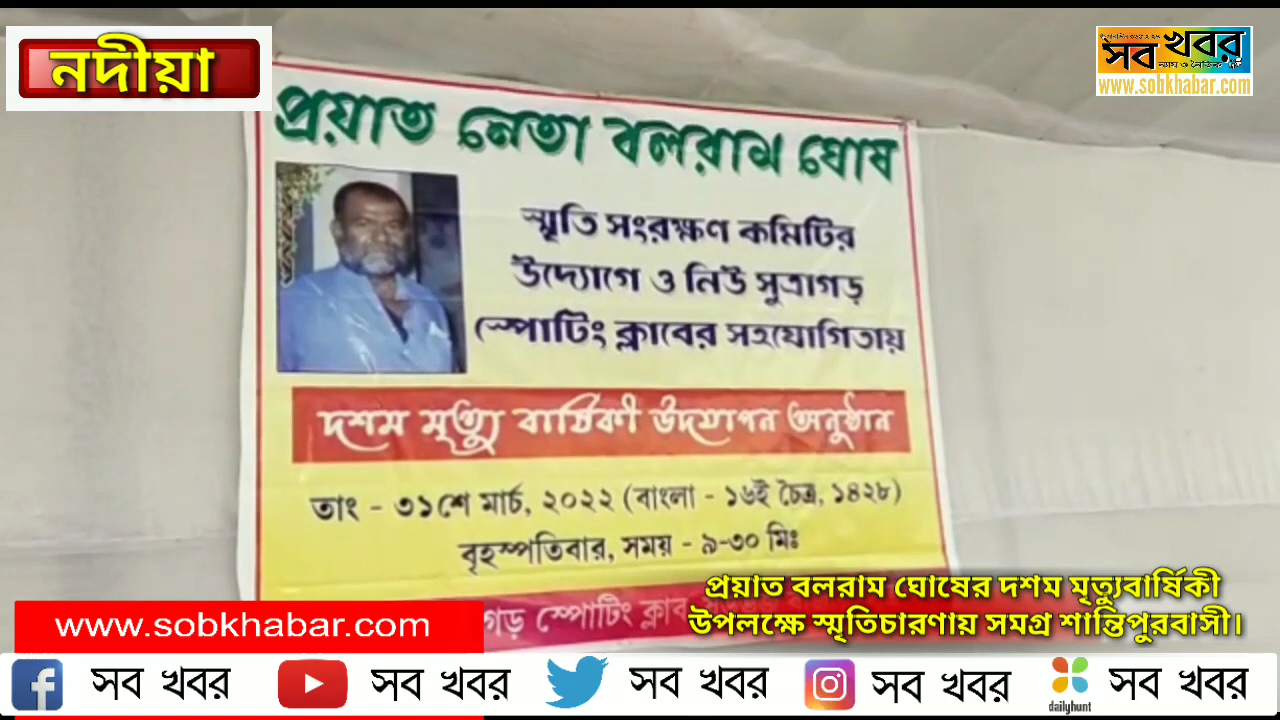 নদীয়া
সব খবর
www.sobkhabar.com
প্রয়াত নেতা বলরাম ঘোষ
স্মৃতি সংরক্ষণ কমিটির
উদ্যোগে ও নিউ সুত্রাগড়
স্পোটিং ক্লাবের সহযোগিতায়
দশম মৃত্যু বার্ষিকী উদযাপন অনুষ্ঠান
তাং - ৩১শে মার্চ, ২০২২ (বাংলা - ১৬ই চৈত্র, ১৪২৮)
বৃহস্পতিবার, সময় - ৯-৩০ মিঃ
গড় স্পোটিং ক্লাব
প্রয়াত বলরাম ঘোষের দশম মৃত্যুবার্ষিকী
উপলক্ষে স্মৃতিচারণায় সমগ্র শান্তিপুরবাসী।
www.sobkhabar.com
সব খবর সব খবর সব খবর সব খবর সব খবর
dailyhunt